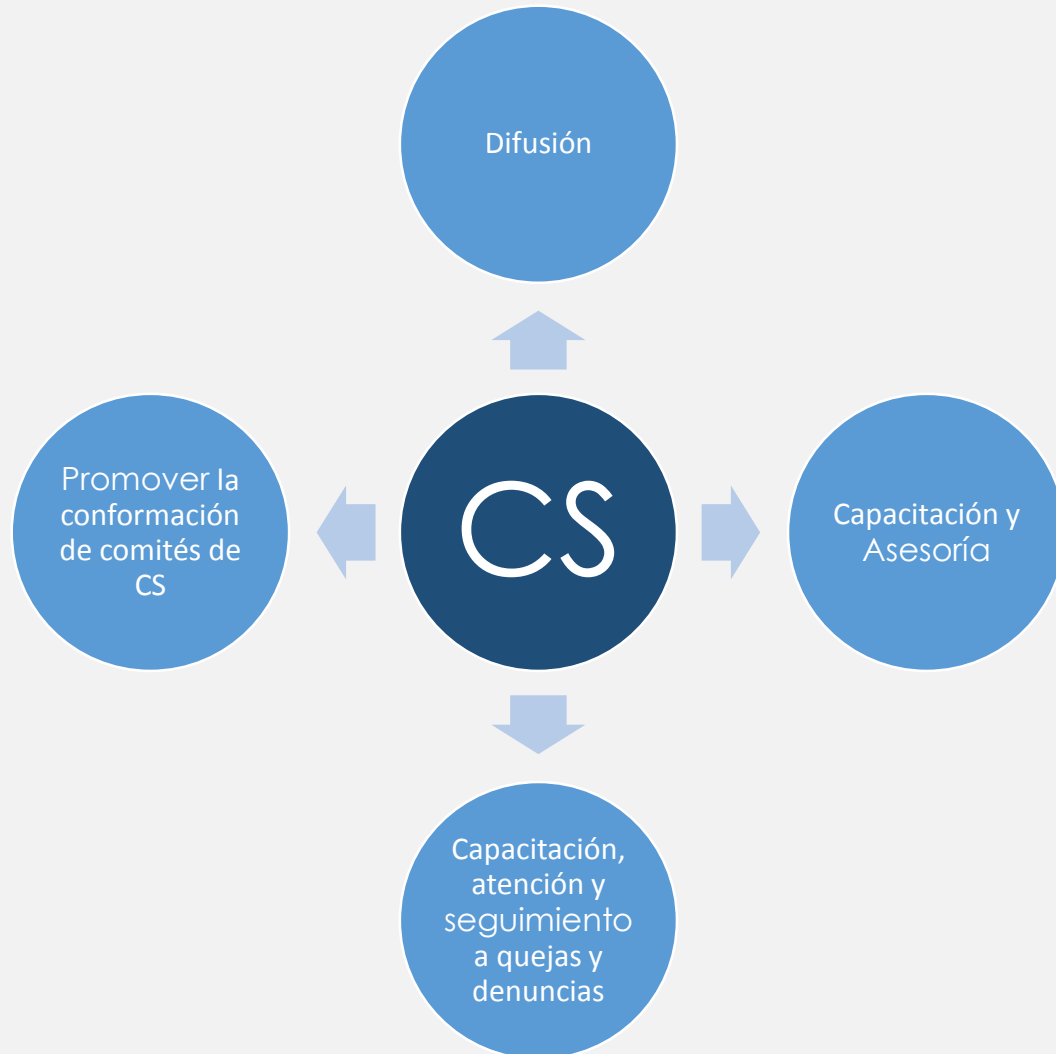 Difusión
Promover la
conformación
de comités de
CS
CS
Capacitación y
Asesoría
Capacitación,
atención y
seguimiento
a quejas y
denuncias